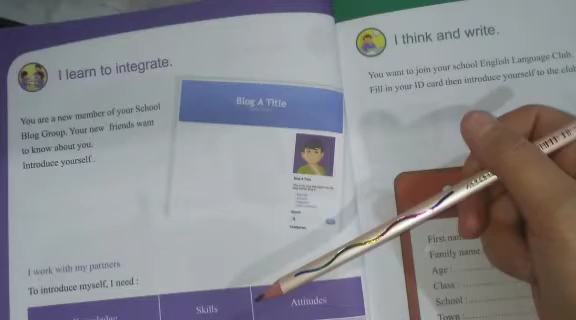 I learn to integrate.
You are a new member of your School
Blog Group. Your new friends want
to know about you.
Introduce yourself.
Blog A Title
Blog A Title
I work with my partners
To introduce myself, I need :
Knowledge
Skills
Attitudes
I think and write.
You want to join your school English Language Club.
Fill in your ID card then introduce yourself to the club
First
Family name
Age :
Class :
School :
Town :